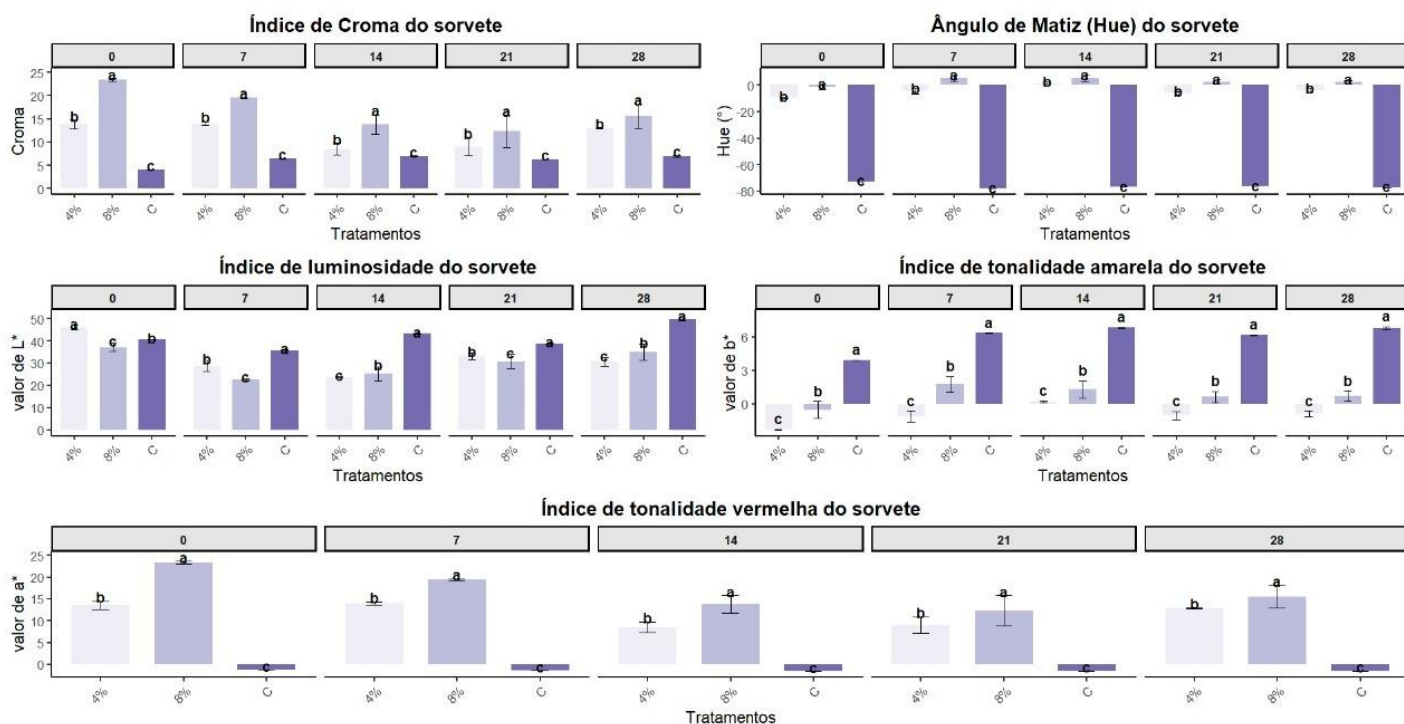 Índice de Croma do sorvete
0 7 14 21 28
Croma
25
20
15
10
5
0
a a a a a
b b b b b
c c c c c
4% 8% C 4% 8% C 4% 8% C 4% 8% C 4% 8% C
Tratamentos
Ângulo de Matiz (Hue) do sorvete
0 7 14 21 28
Hue (°)
0
-20
-40
-60
-80
b a c b a c b a c b a c b a c
4% 8% C 4% 8% C 4% 8% C 4% 8% C 4% 8% C
Tratamentos
Índice de luminosidade do sorvete
0 7 14 21 28
valor de L*
50
40
30
20
10
0
a c b b c a c b a b c a c b a
4% 8% C 4% 8% C 4% 8% C 4% 8% C 4% 8% C
Tratamentos
Índice de tonalidade amarela do sorvete
0 7 14 21 28
valor de b*
6
3
0
c b a c b a c b a c b a c b a
4% 8% C 4% 8% C 4% 8% C 4% 8% C 4% 8% C
Tratamentos
Índice de tonalidade vermelha do sorvete
0 7 14 21 28
valor de a*
25
20
15
10
5
0
b a c b a c b a c b a c b a c
4% 8% C 4% 8% C 4% 8% C 4% 8% C 4% 8% C
Tratamentos